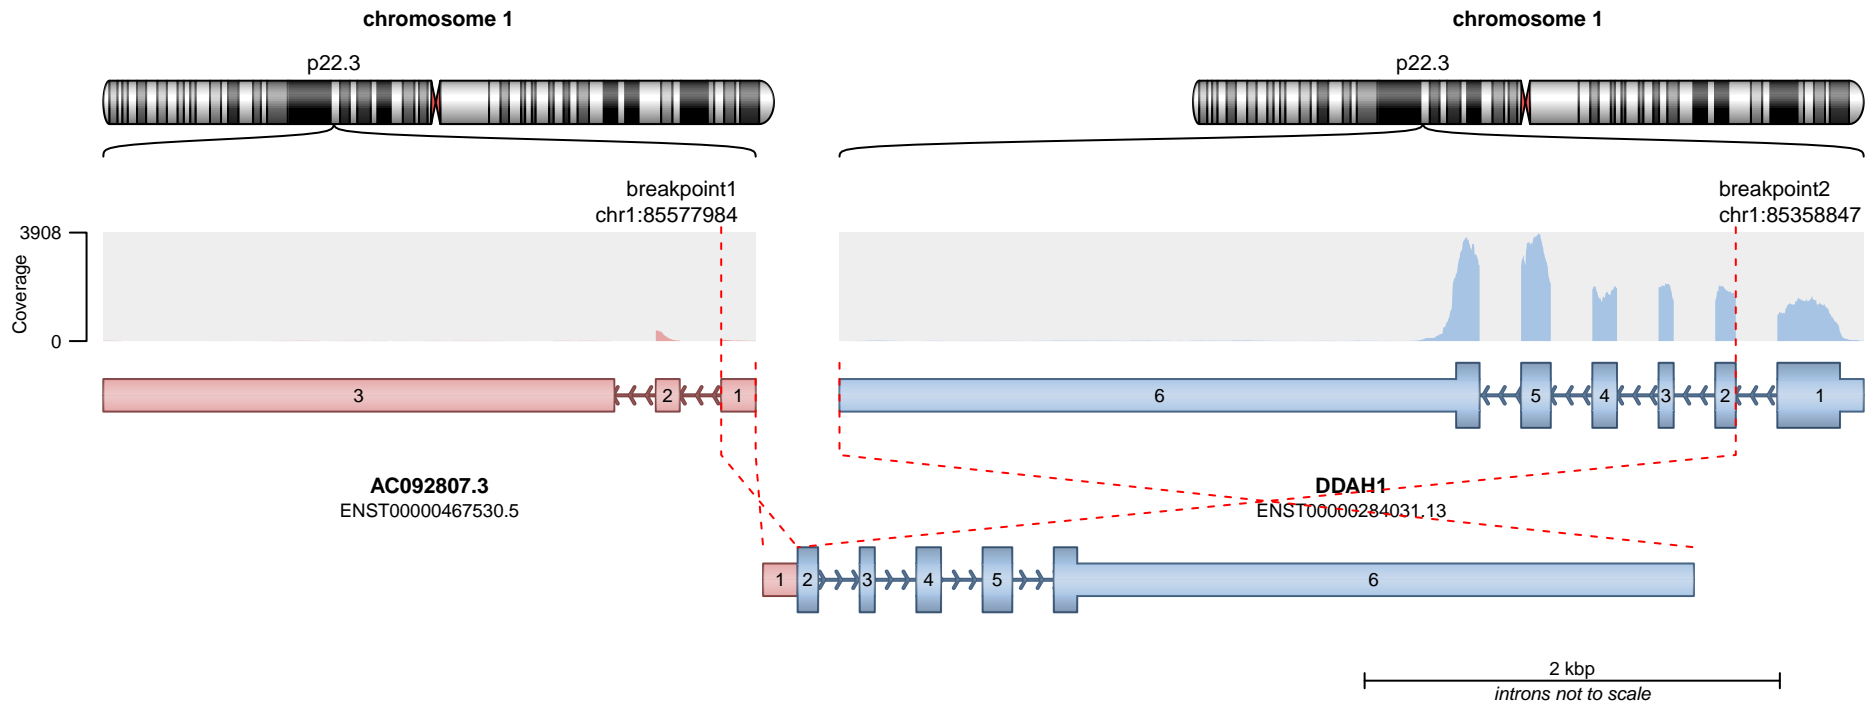 chromosome 1
chromosome 1
p22.3
p22.3
breakpoint1
chr1:85577984
breakpoint2
chr1:85358847
3908
Coverage
0
3
2
1
6
5
4
3
2
1
AC092807.3
ENST00000467530.5
DDAH1
ENST00000284031.13
1
2
3
4
5
6
2 kbp
introns not to scale